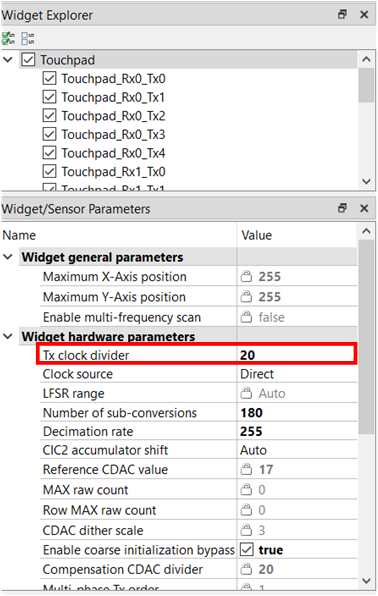 Widget Explorer
Touchpad
Touchpad_Rx0_Tx0
Touchpad_Rx0_Tx1
Touchpad_Rx0_Tx2
Touchpad_Rx0_Tx3
Touchpad_Rx0_Tx4
Touchpad_Rx1_Tx0
Touchpad_Rx1_Tx1
Widget/Sensor Parameters
Name Value
Widget general parameters
Maximum X-Axis position 255
Maximum Y-Axis position 255
Enable multi-frequency scan false
Widget hardware parameters
Tx clock divider 20
Clock source Direct
LFSR range Auto
Number of sub-conversions 180
Decimation rate 255
CIC2 accumulator shift Auto
Reference CDAC value 17
MAX raw count 0
Row MAX raw count 0
CDAC dither scale 3
Enable coarse initialization bypass true
Compensation CDAC divider 20
Multi-phase Tx order 1